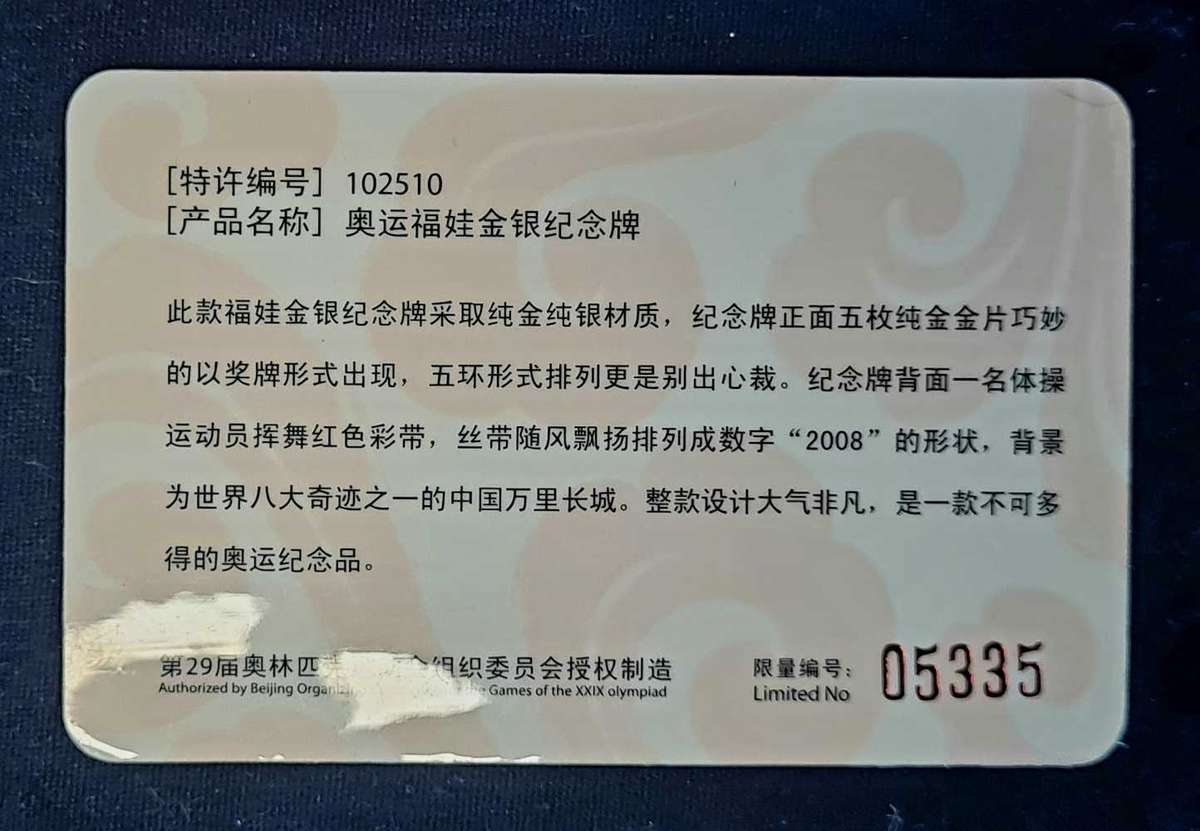 [特许编号] 102510
[产品名称] 奥运福娃金银纪念牌
此款福娃金银纪念牌采取纯金纯银材质，纪念牌正面五枚纯金金片巧妙
的以奖牌形式出现，五环形式排列更是别出心裁。纪念牌背面一名体操
运动员挥舞红色彩带，丝带随风飘扬排列成数字“2008”的形状，背景
为世界八大奇迹之一的中国万里长城。整款设计大气非凡，是一款不可多
得的奥运纪念品。
第29届奥林匹 组织委员会授权制造
Authorized by Beijing Games of the XXIX olympiad
限量编号：
Limited No
05335